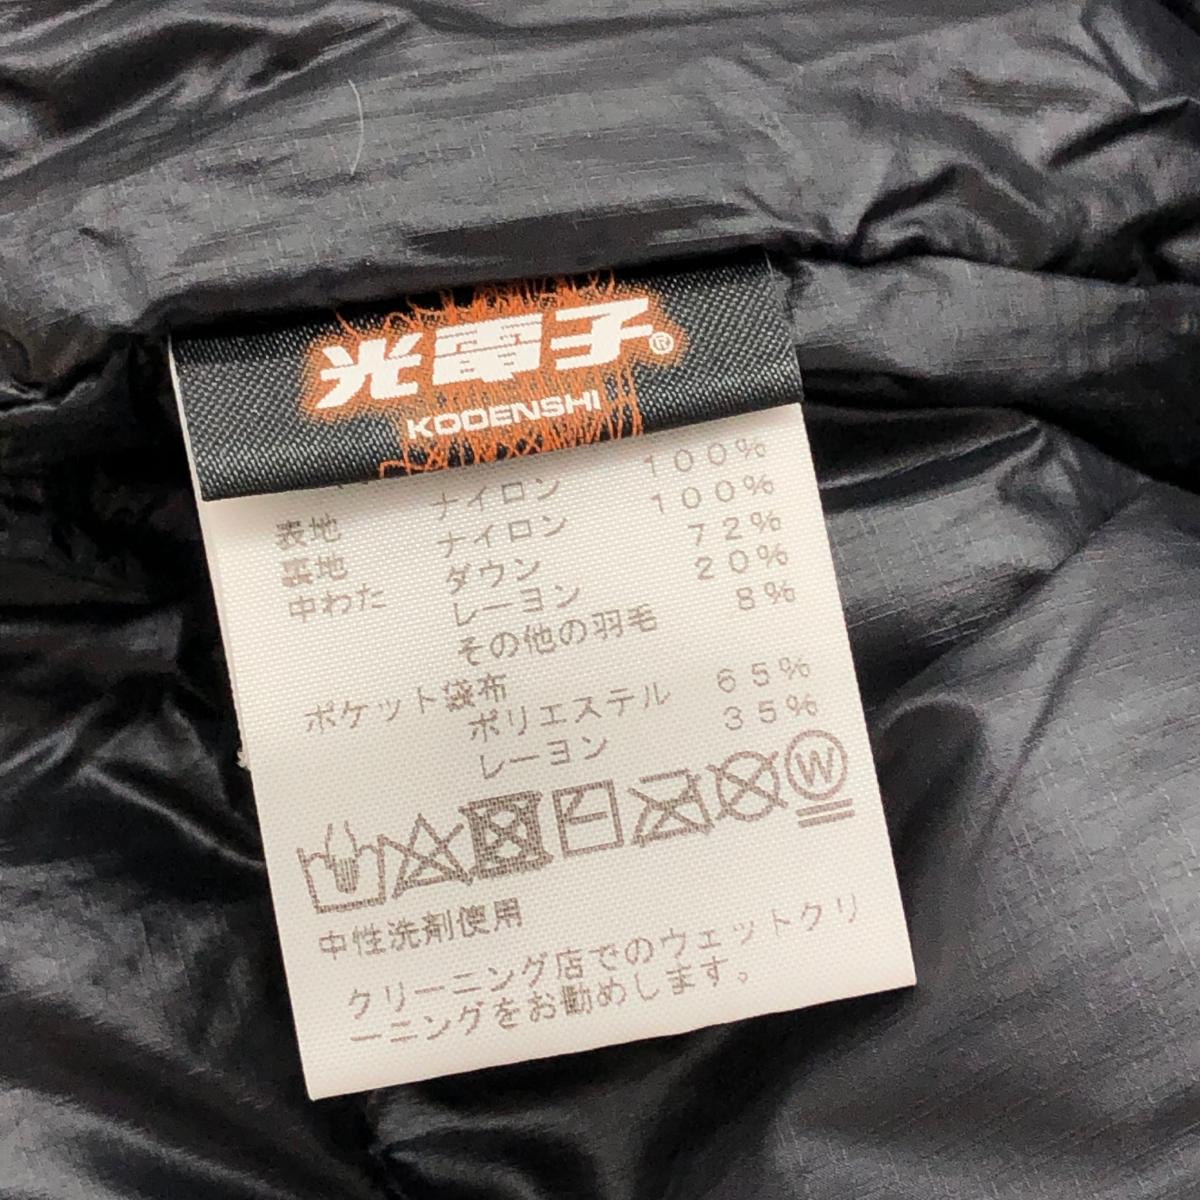 光電子®
KODENSHI
表地 ナイロン 100%
裏地 ナイロン 100%
中わた ダウン 72%
レーヨン 20%
その他の羽毛 8%
ポケット袋布
ポリエステル 65%
レーヨン 35%
W
中性洗剤使用
クリーニング店でのウェットクリ
ーニングをお勧めします。